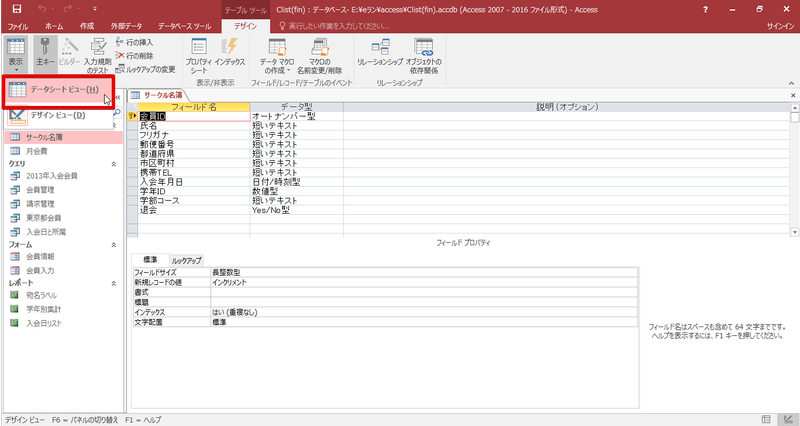 テーブル ツール
Clist(fin) : データベース- E:¥eラン¥access¥Clist(fin).accdb (Access 2007 - 2016 ファイル形式) - Access
ファイル ホーム 作成 外部データ データベース ツール デザイン 実行したい作業を入力してください サインイン
表示 主キー ビルダー 入力規則のテスト
行の挿入
行の削除
ルックアップの変更
プロパティ シート インデックス
データ マクロの作成 マクロの名前変更/削除
リレーションシップ オブジェクトの依存関係
表示/非表示 フィールド/レコード/テーブルのイベント リレーションシップ
データシート ビュー(H)
デザイン ビュー(D)
サークル名簿
月会費
クエリ
2013年入会会員
会員管理
請求管理
東京都会員
入会日と所属
フォーム
会員情報
会員入力
レポート
宛名ラベル
学年別集計
入会日リスト
サークル名簿
フィールド名 データ型 説明 (オプション)
会員ID オートナンバー型
氏名 短いテキスト
フリガナ 短いテキスト
郵便番号 短いテキスト
都道府県 短いテキスト
市区町村 短いテキスト
携帯TEL 短いテキスト
入会年月日 日付/時刻型
学年ID 数値型
学部コース 短いテキスト
退会 Yes/No型
フィールド プロパティ
標準 ルックアップ
フィールドサイズ 長整数型
新規レコードの値 インクリメント
書式
標題
インデックス はい (重複なし)
文字配置 標準
フィールド名はスペースも含めて 64 文字までです。
ヘルプを表示するには、F1 キーを押してください。
デザイン ビュー F6 = パネルの切り替え F1 = ヘルプ